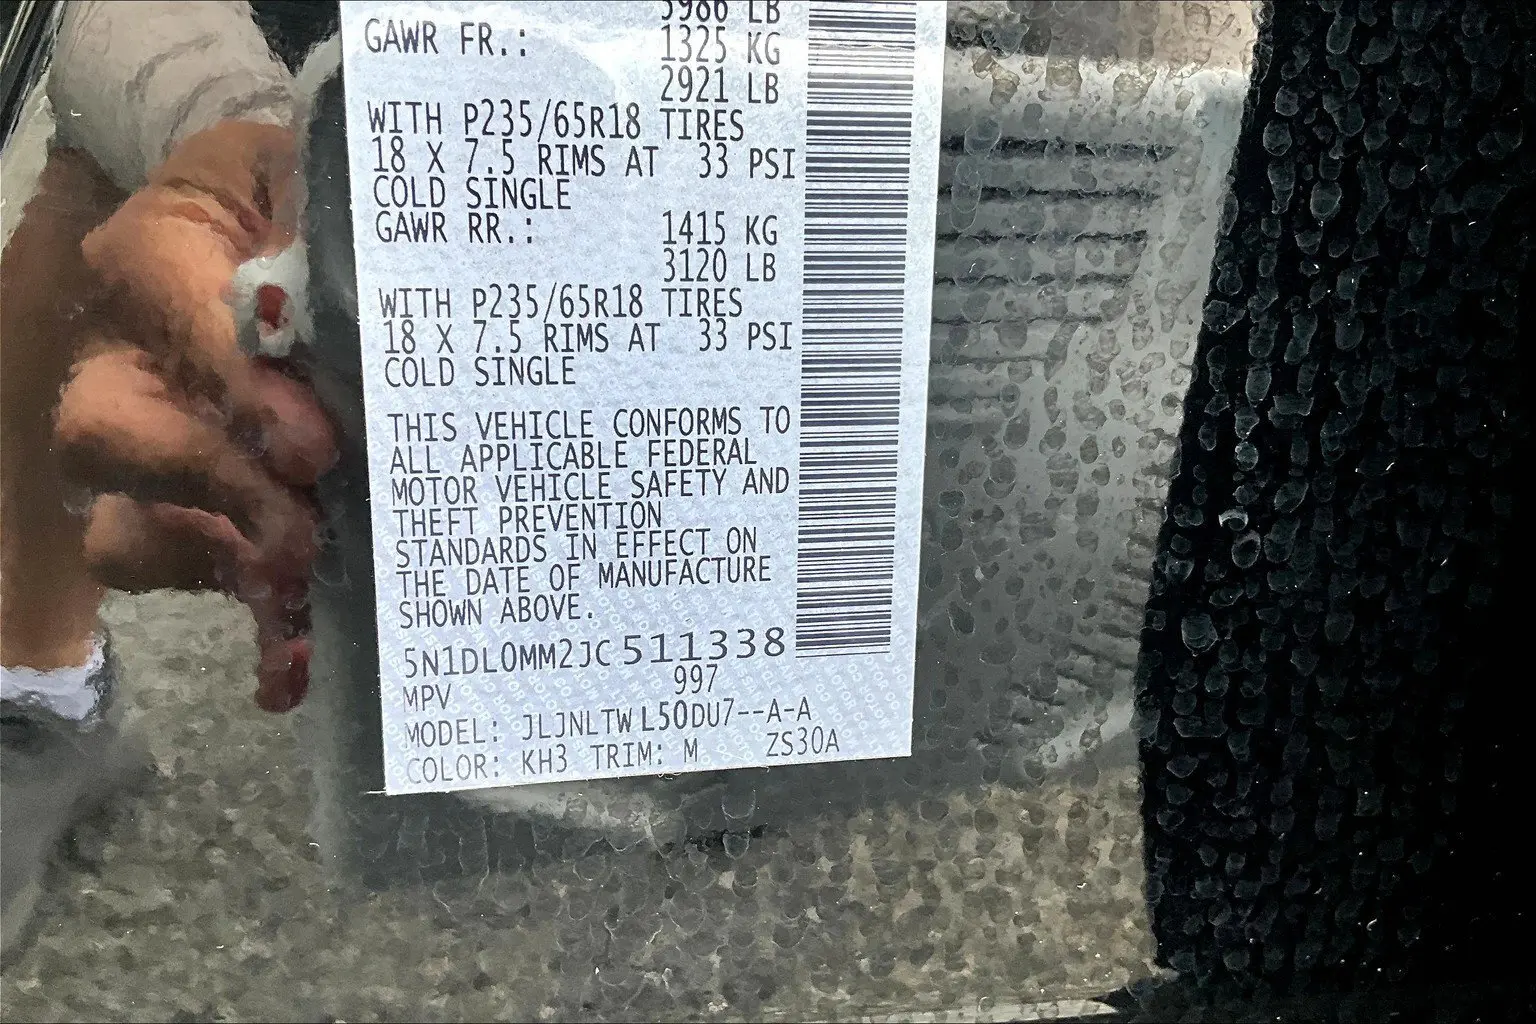 5986 LB
GAWR FR.: 1325 KG
2921 LB
WITH P235/65R18 TIRES
18 X 7.5 RIMS AT 33 PSI
COLD SINGLE
GAWR RR.: 1415 KG
3120 LB
WITH P235/65R18 TIRES
18 X 7.5 RIMS AT 33 PSI
COLD SINGLE
THIS VEHICLE CONFORMS TO
ALL APPLICABLE FEDERAL
MOTOR VEHICLE SAFETY AND
THEFT PREVENTION
STANDARDS IN EFFECT ON
THE DATE OF MANUFACTURE
SHOWN ABOVE.
5N1DL0MM2JC511338
997
MPV
MODEL: JLJNLTWL50DU7--A-A
COLOR: KH3 TRIM: M ZS30A